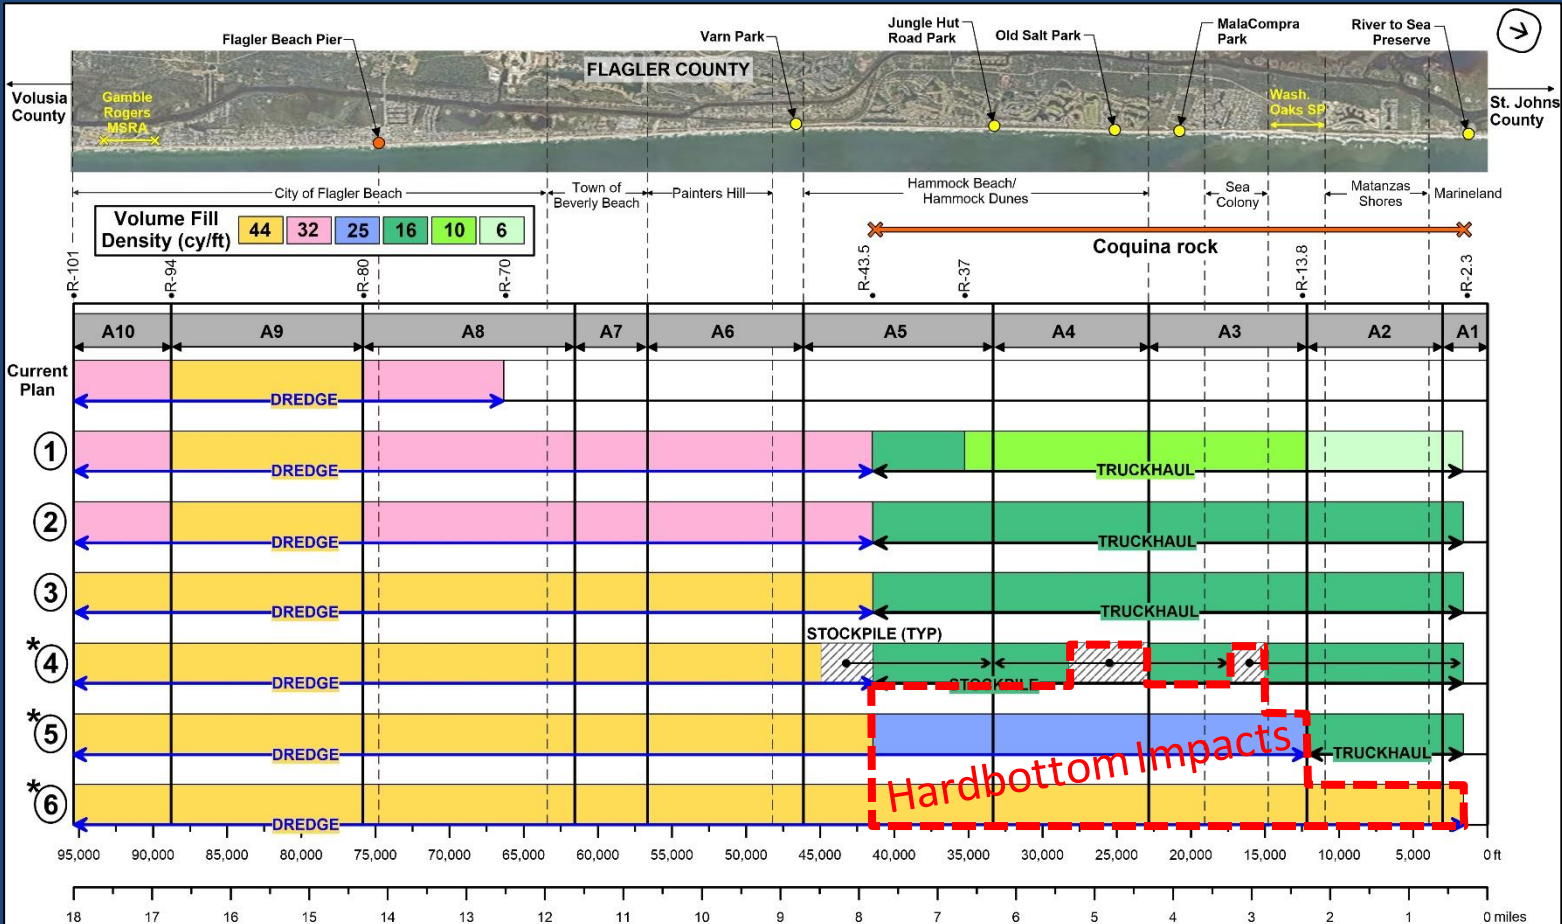 Flagler Beach Pier
Varn Park
Jungle Hut
Road Park
Old Salt Park
MalaCompra
Park
River to Sea
Preserve
FLAGLER COUNTY
Volusia
County
Gamble
Rogers
MSRA
Wash.
Oaks SP
St. Johns
County
City of Flagler Beach
Town of
Beverly Beach
Painters Hill
Hammock Beach/
Hammock Dunes
Sea
Colony
Matanzas
Shores
Marineland
Volume Fill
Density (cy/ft)
44 32 25 16 10 6
Coquina rock
R-101
R-94
R-80
R-70
R-43.5
R-37
R-13.8
R-2.3
A10 A9 A8 A7 A6 A5 A4 A3 A2 A1
Current
Plan
DREDGE
1
DREDGE TRUCKHAUL
2
DREDGE TRUCKHAUL
3
DREDGE TRUCKHAUL
STOCKPILE (TYP)
*4
DREDGE STOCKPILE
*5
DREDGE TRUCKHAUL
Hardbottom Impacts
*6
DREDGE
95,000 90,000 85,000 80,000 75,000 70,000 65,000 60,000 55,000 50,000 45,000 40,000 35,000 30,000 25,000 20,000 15,000 10,000 5,000 0 ft
18 17 16 15 14 13 12 11 10 9 8 7 6 5 4 3 2 1 0 miles